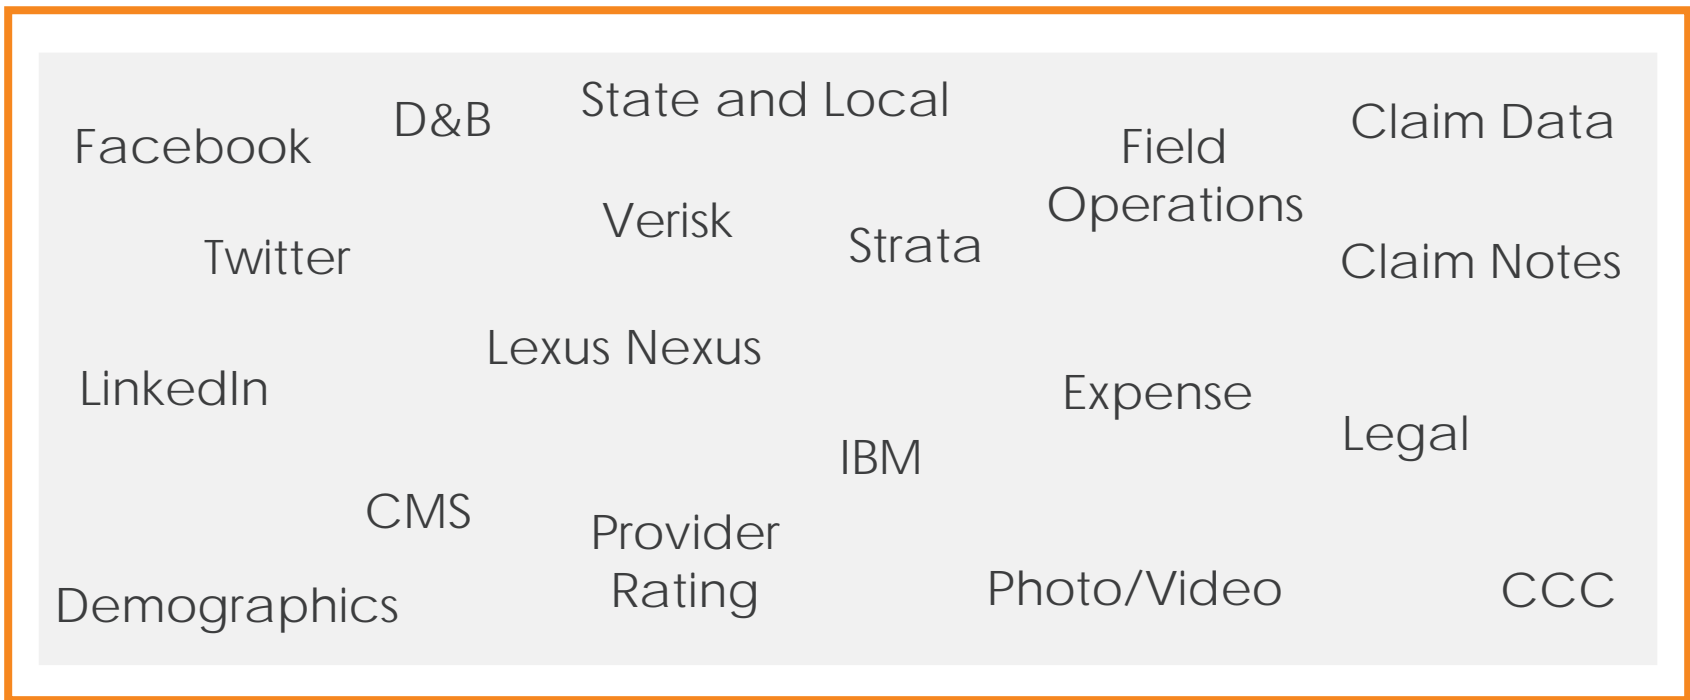 Facebook
D&B
State and Local
Field
Operations
Claim Data
Twitter
Verisk
Strata
Claim Notes
LinkedIn
Lexus Nexus
Expense
Legal
IBM
CMS
Provider
Rating
Demographics
Photo/Video
CCC